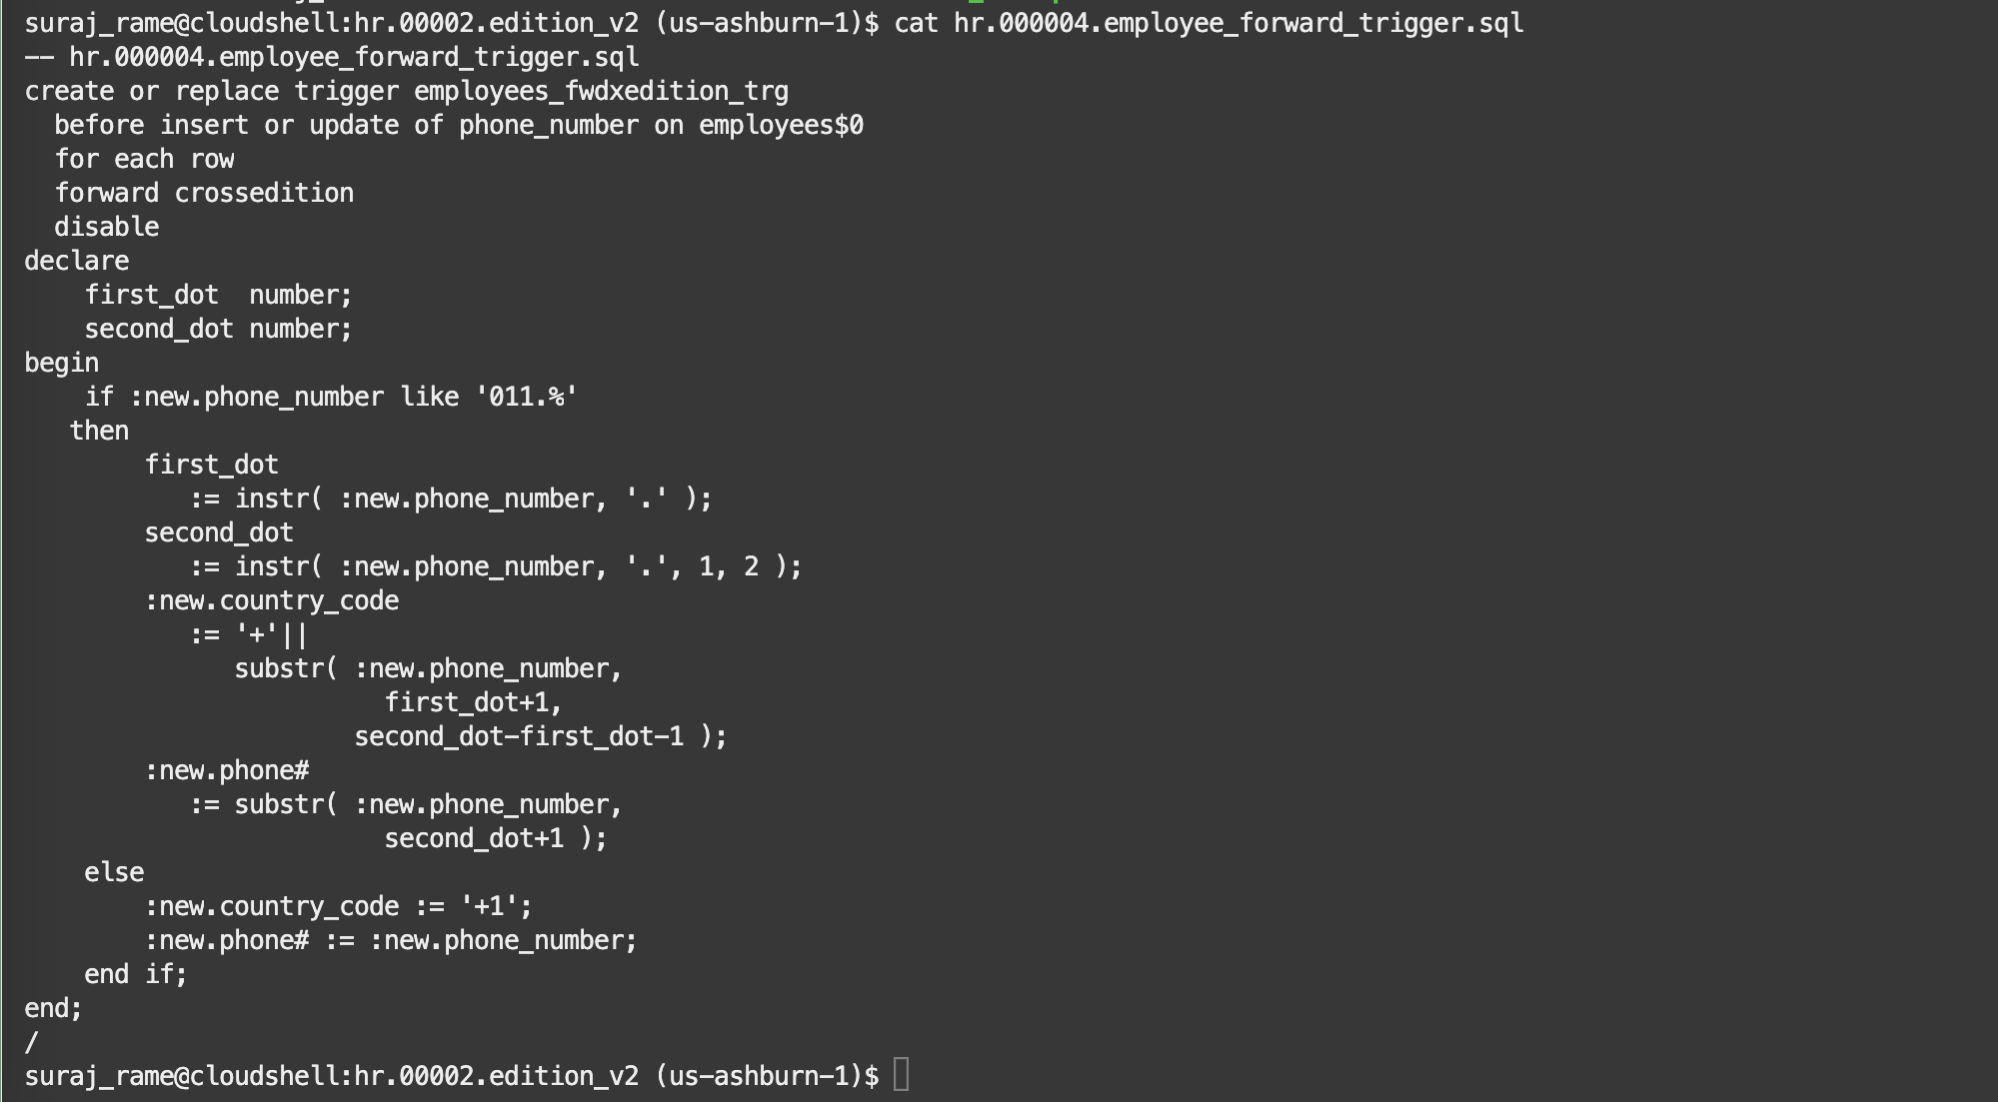 suraj_rame@cloudshell:hr.00002.edition_v2 (us-ashburn-1)$ cat hr.000004.employee_forward_trigger.sql
-- hr.000004.employee_forward_trigger.sql
create or replace trigger employees_fwdxedition_trg
  before insert or update of phone_number on employees$0
  for each row
  forward crossedition
  disable
declare
    first_dot  number;
    second_dot number;
begin
    if :new.phone_number like '011.%'
   then
        first_dot
           := instr( :new.phone_number, '.' );
        second_dot
           := instr( :new.phone_number, '.', 1, 2 );
        :new.country_code
           := '+'||
              substr( :new.phone_number,
                        first_dot+1,
                      second_dot-first_dot-1 );
        :new.phone#
           := substr( :new.phone_number,
                        second_dot+1 );
    else
        :new.country_code := '+1';
        :new.phone# := :new.phone_number;
    end if;
end;
/
suraj_rame@cloudshell:hr.00002.edition_v2 (us-ashburn-1)$